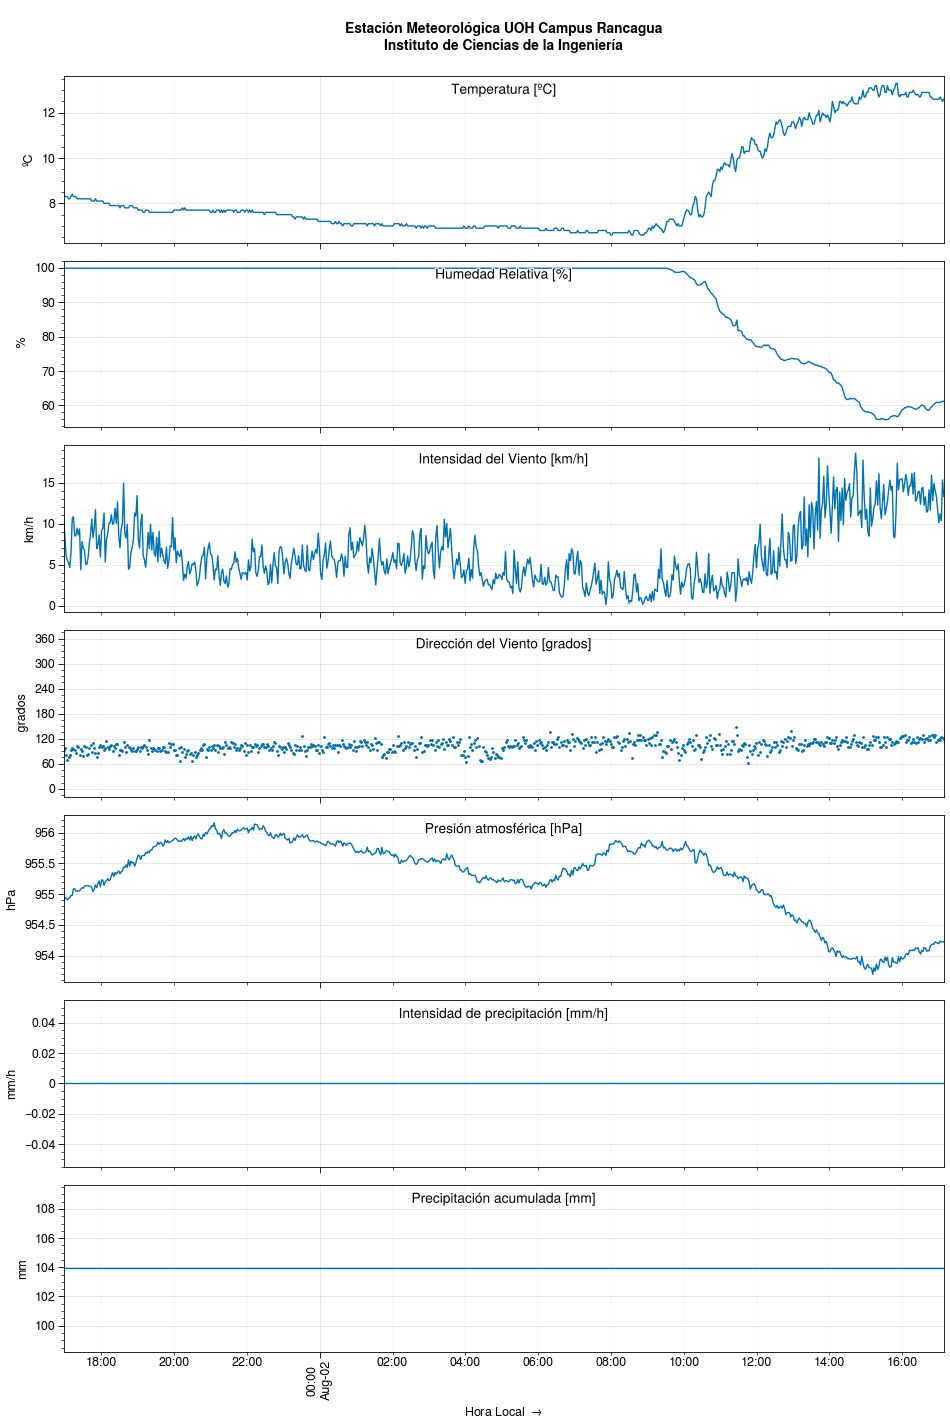 Estación Meteorológica UOH Campus Rancagua
Instituto de Ciencias de la Ingeniería
Temperatura [ºC]
12
10
8
ºC
Humedad Relativa [%]
100
90
80
70
60
%
Intensidad del Viento [km/h]
15
10
5
0
km/h
Dirección del Viento [grados]
360
300
240
180
120
60
0
grados
Presión atmosférica [hPa]
956
955.5
955
954.5
954
hPa
Intensidad de precipitación [mm/h]
0.04
0.02
0
−0.02
−0.04
mm/h
Precipitación acumulada [mm]
108
106
104
102
100
mm
18:00 20:00 22:00 00:00 02:00 04:00 06:00 08:00 10:00 12:00 14:00 16:00
Aug-02
Hora Local →